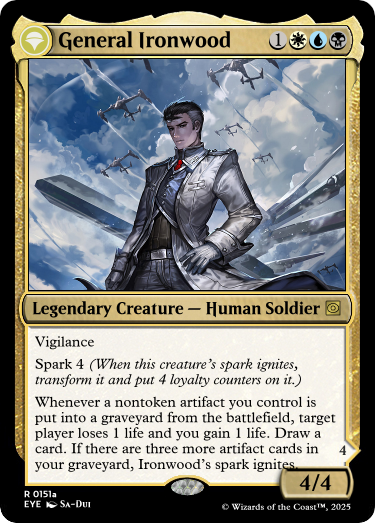 General Ironwood 1
Legendary Creature — Human Soldier
Vigilance
Spark 4 (When this creature's spark ignites,
transform it and put 4 loyalty counters on it.)
Whenever a nontoken artifact you control is
put into a graveyard from the battlefield, target
player loses 1 life and you gain 1 life. Draw a
card. If there are three more artifact cards in
your graveyard, Ironwood's spark ignites.
4
4/4
R 0151a
EYE Sa-Dui
© Wizards of the Coast™, 2025